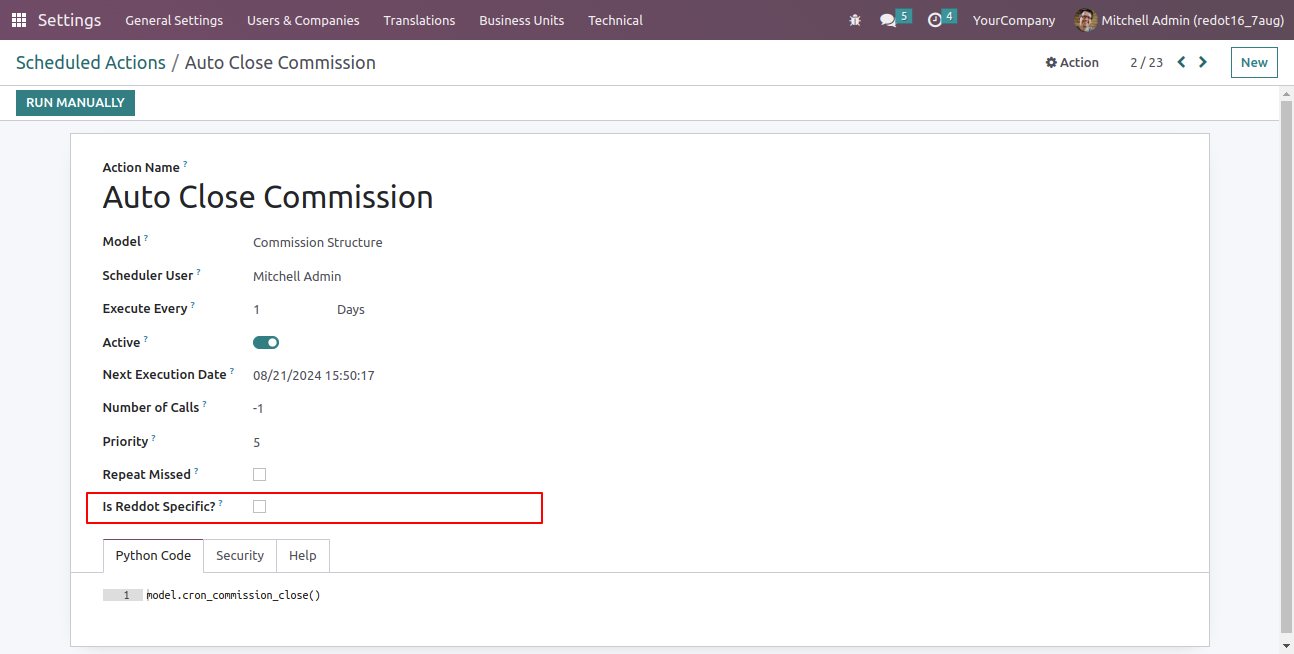 Settings General Settings Users & Companies Translations Business Units Technical 5 4 YourCompany Mitchell Admin (redot16_7aug)
Scheduled Actions / Auto Close Commission Action 2 / 23 New
RUN MANUALLY
Action Name ?
Auto Close Commission
Model ? Commission Structure
Scheduler User ? Mitchell Admin
Execute Every ? 1 Days
Active ?
Next Execution Date ? 08/21/2024 15:50:17
Number of Calls ? -1
Priority ? 5
Repeat Missed ?
Is Reddot Specific? ?
Python Code Security Help
1 model.cron_commission_close()